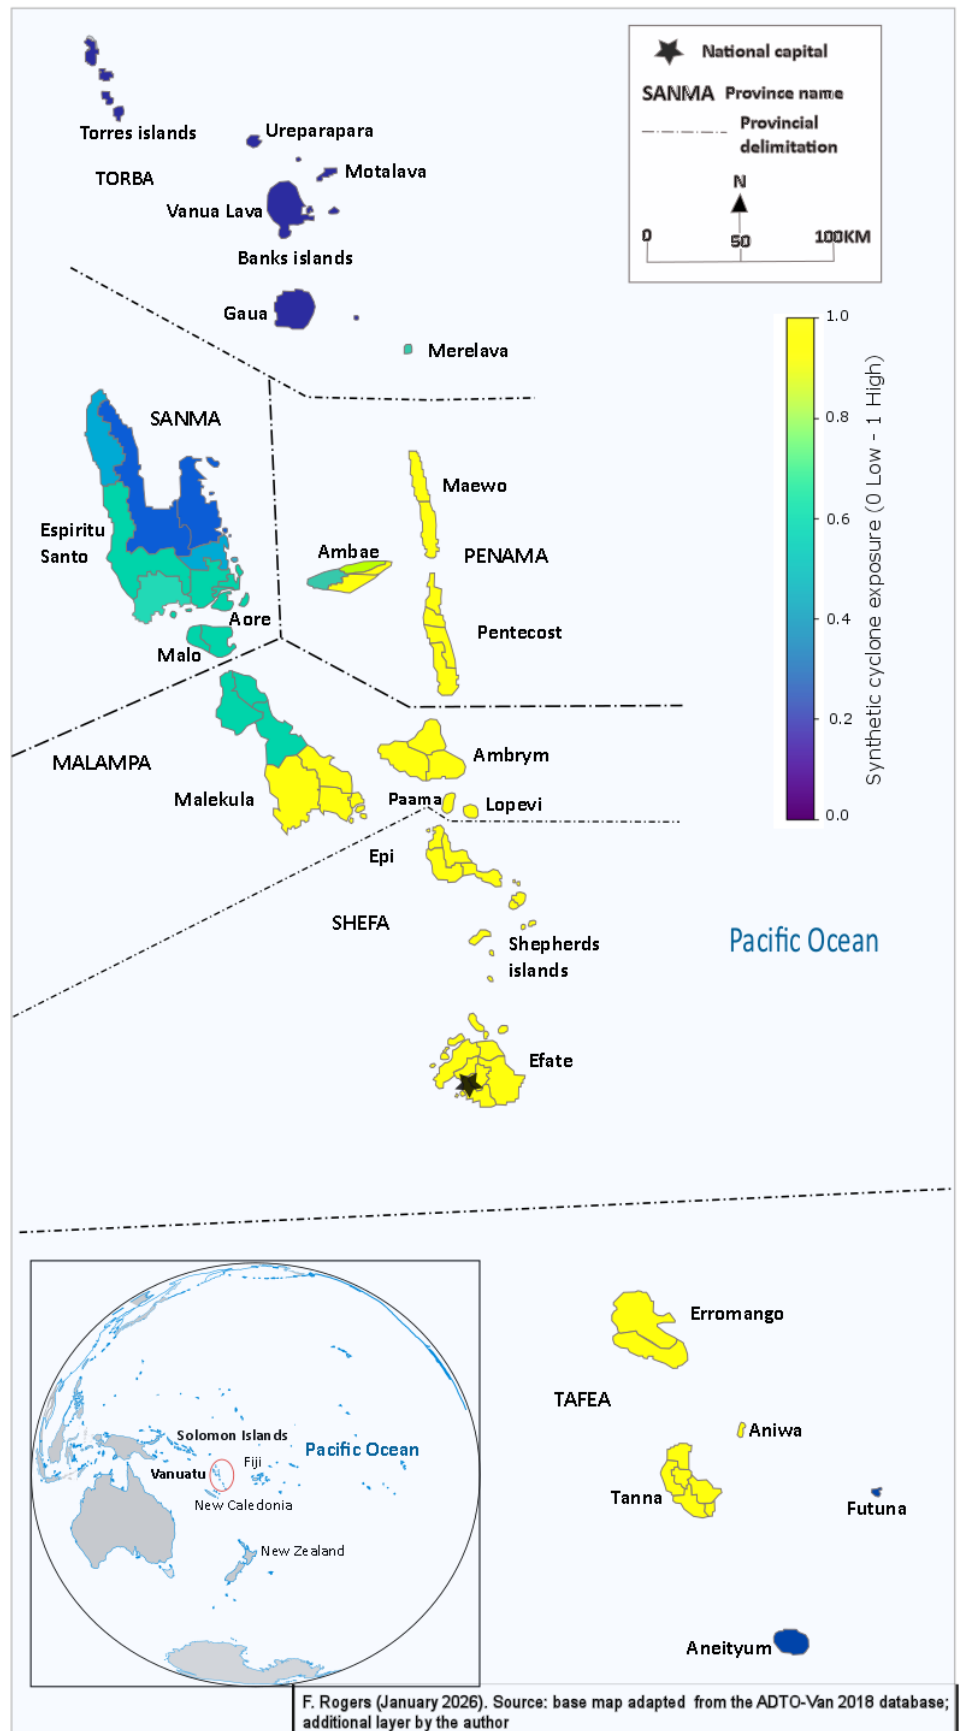 National capital
SANMA Province name
Provincial
delimitation
N
0
50
100KM
Torres islands
Ureparapara
TORBA
Motalava
Vanua Lava
Banks islands
Gaua
Merelava
1.0
0.8
0.6
0.4
0.2
0.0
Synthetic cyclone exposure (0 Low - 1 High)
SANMA
Maewo
Espiritu
Santo
Ambae
PENAMA
Aore
Pentecost
Malo
MALAMPA
Ambrym
Malekula
Paama
Lopevi
Epi
SHEFA
Shepherds
islands
Pacific Ocean
Efate
Erromango
TAFEA
Aniwa
Tanna
Futuna
Aneityum
Solomon Islands
Pacific Ocean
Fiji
Vanuatu
New Caledonia
New Zealand
F. Rogers (January 2026). Source: base map adapted from the ADTO-Van 2018 database;
additional layer by the author